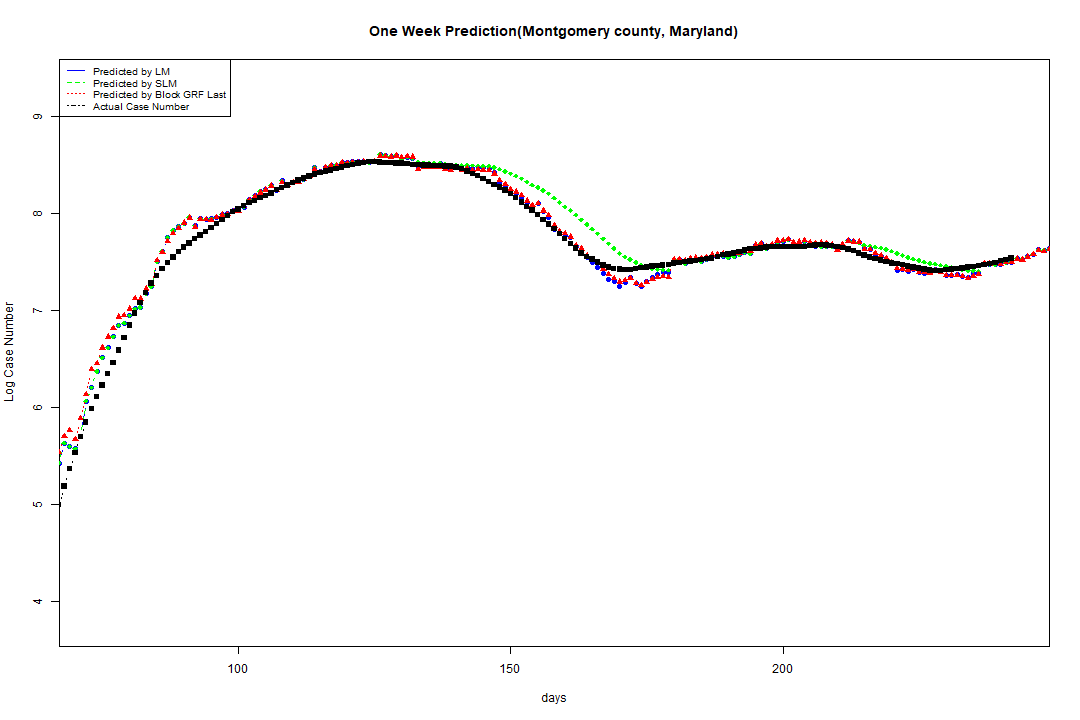 One Week Prediction(Montgomery county, Maryland)
Predicted by LM
Predicted by SLM
Predicted by Block GRF Last
Actual Case Number
9
8
7
6
5
4
Log Case Number
100 150 200
days